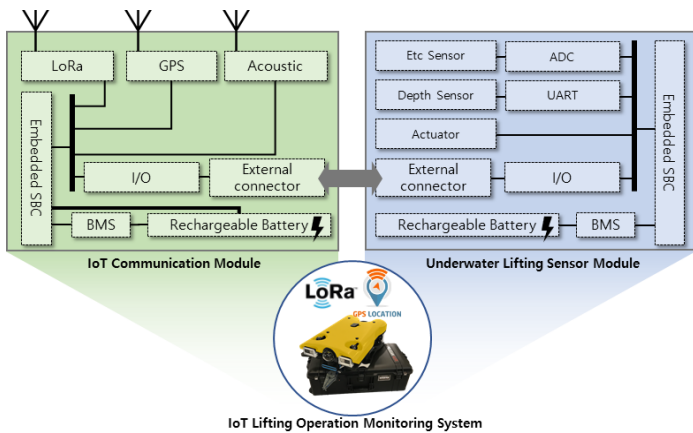 LoRa
GPS
Acoustic
Embedded SBC
I/O
External
connector
BMS
Rechargeable Battery
IoT Communication Module
Etc Sensor
ADC
Depth Sensor
UART
Actuator
External
connector
I/O
Embedded SBC
Rechargeable Battery
BMS
Underwater Lifting Sensor Module
LoRa
GPS LOCATION
IoT Lifting Operation Monitoring System